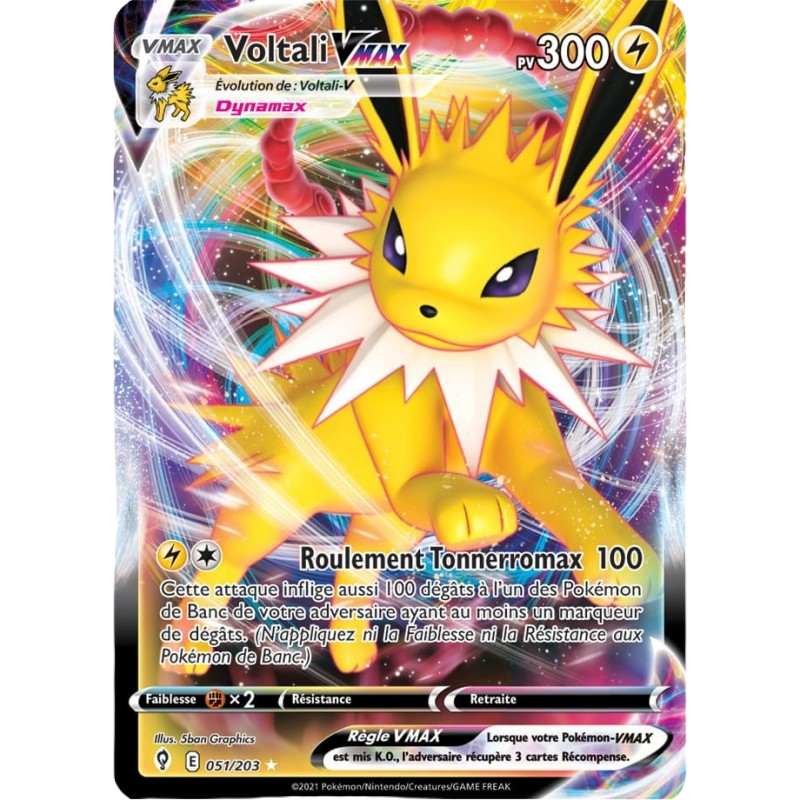 VMAX
Voltali VMAX
PV 300
Évolution de : Voltali-V
Dynamax
Roulement Tonnerromax 100
Cette attaque inflige aussi 100 dégâts à l'un des Pokémon
de Banc de votre adversaire ayant au moins un marqueur
de dégâts. (N'appliquez ni la Faiblesse ni la Résistance aux
Pokémon de Banc.)
Faiblesse ×2 Résistance Retraite
Illus. 5ban Graphics
Règle VMAX Lorsque votre Pokémon-VMAX
est mis K.O., l'adversaire récupère 3 cartes Récompense.
E 051/203
©2021 Pokémon/Nintendo/Creatures/GAME FREAK